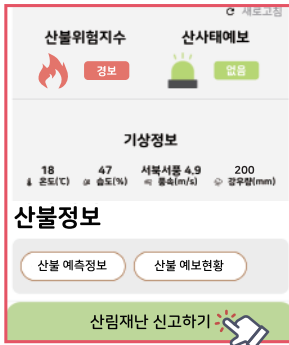 새로고침
산불위험지수 산사태예보
경보 없음
기상정보
18 47 서북서풍 4.9 200
온도(℃) 습도(%) 풍속(m/s) 강우량(mm)
산불정보
산불 예측정보 산불 예보현황
산림재난 신고하기